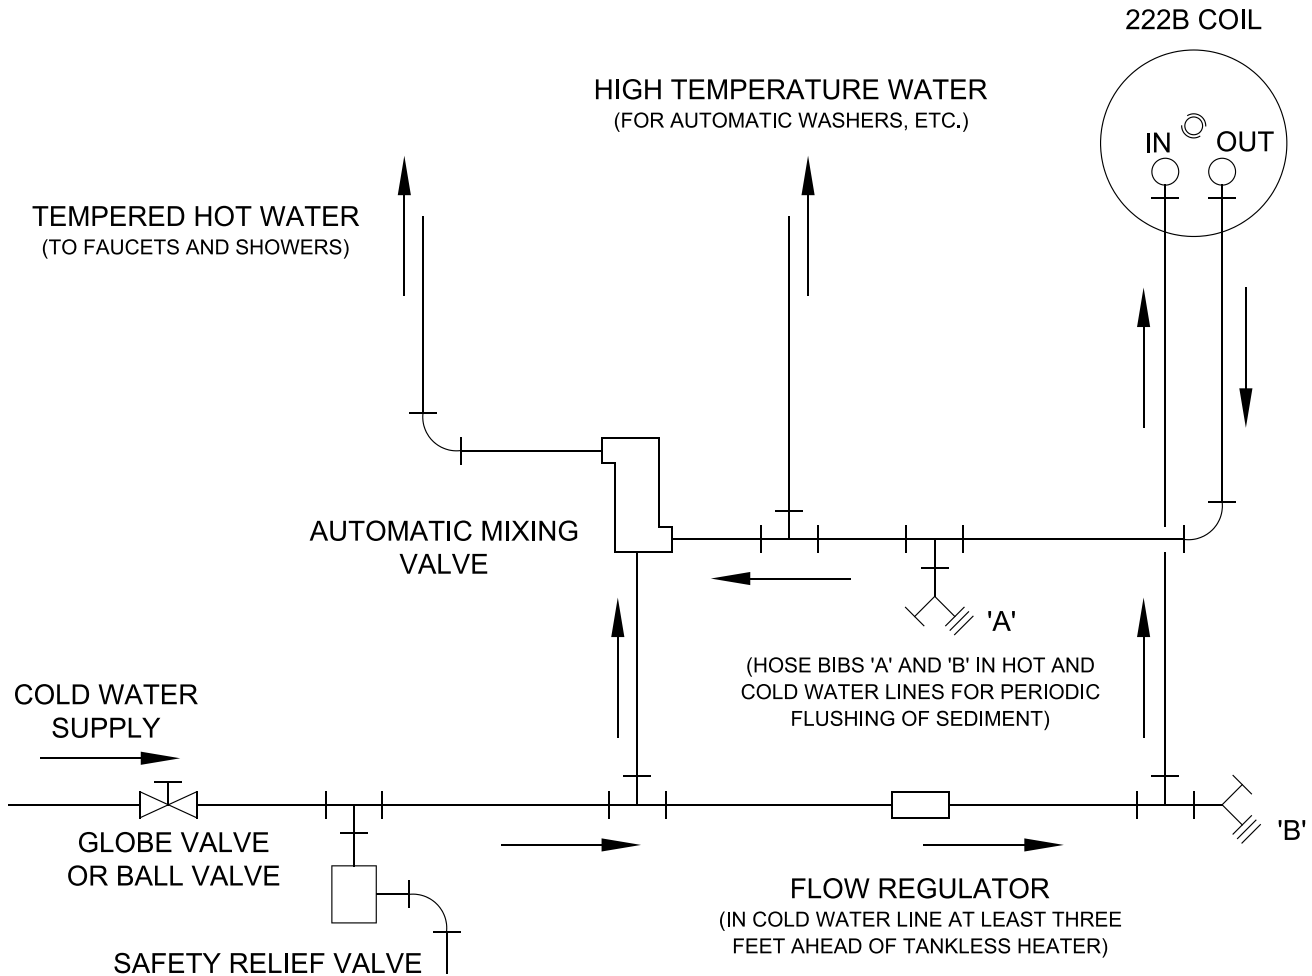 222B COIL
HIGH TEMPERATURE WATER
(FOR AUTOMATIC WASHERS, ETC.)
IN
OUT
TEMPERED HOT WATER
(TO FAUCETS AND SHOWERS)
AUTOMATIC MIXING
VALVE
'A'
(HOSE BIBS 'A' AND 'B' IN HOT AND
COLD WATER LINES FOR PERIODIC
FLUSHING OF SEDIMENT)
COLD WATER
SUPPLY
GLOBE VALVE
OR BALL VALVE
'B'
FLOW REGULATOR
(IN COLD WATER LINE AT LEAST THREE
FEET AHEAD OF TANKLESS HEATER)
SAFETY RELIEF VALVE